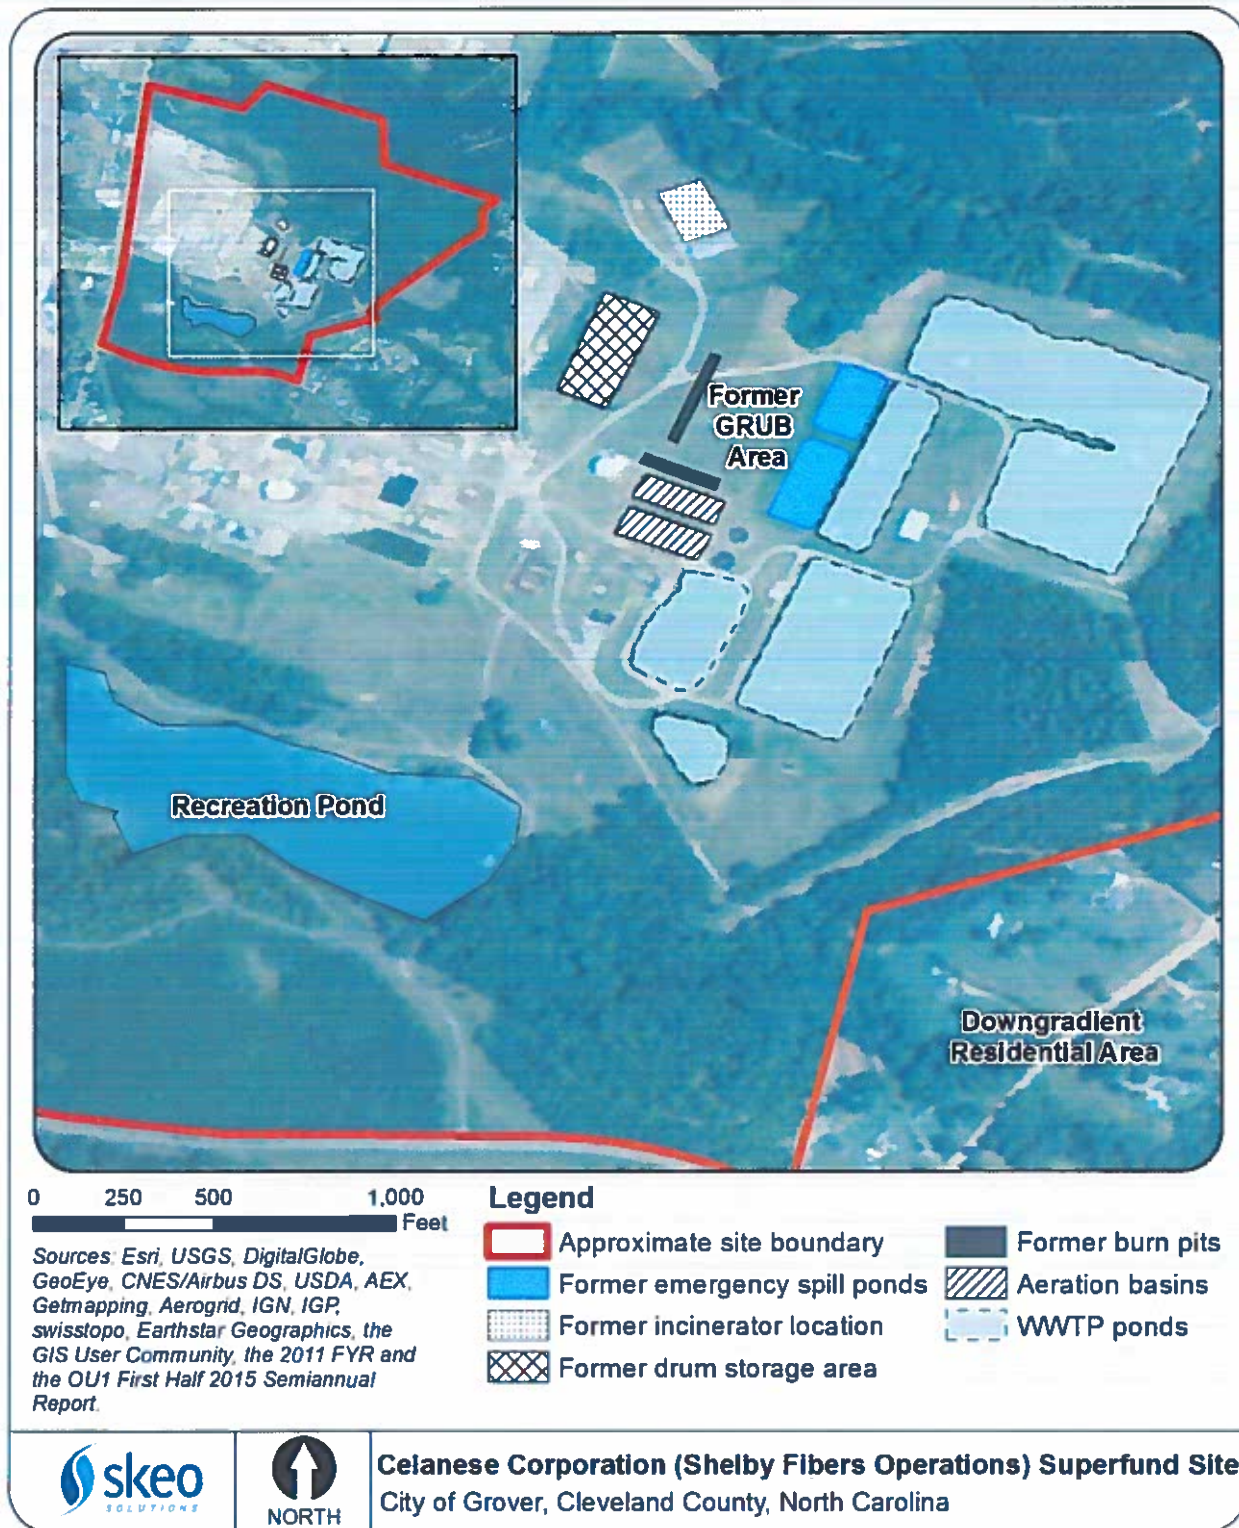 Former
GRUB
Area
Recreation Pond
Downgradient
Residential Area
0 250 500 1,000
Feet
Sources: Esri, USGS, DigitalGlobe,
GeoEye, CNES/Airbus DS, USDA, AEX,
Getmapping, Aerogrid, IGN, IGP,
swisstopo, Earthstar Geographics, the
GIS User Community, the 2011 FYR and
the OU1 First Half 2015 Semiannual
Report.
Legend
Approximate site boundary
Former emergency spill ponds
Former incinerator location
Former drum storage area
Former burn pits
Aeration basins
WWTP ponds
skeo
SOLUTIONS
NORTH
Celanese Corporation (Shelby Fibers Operations) Superfund Site
City of Grover, Cleveland County, North Carolina